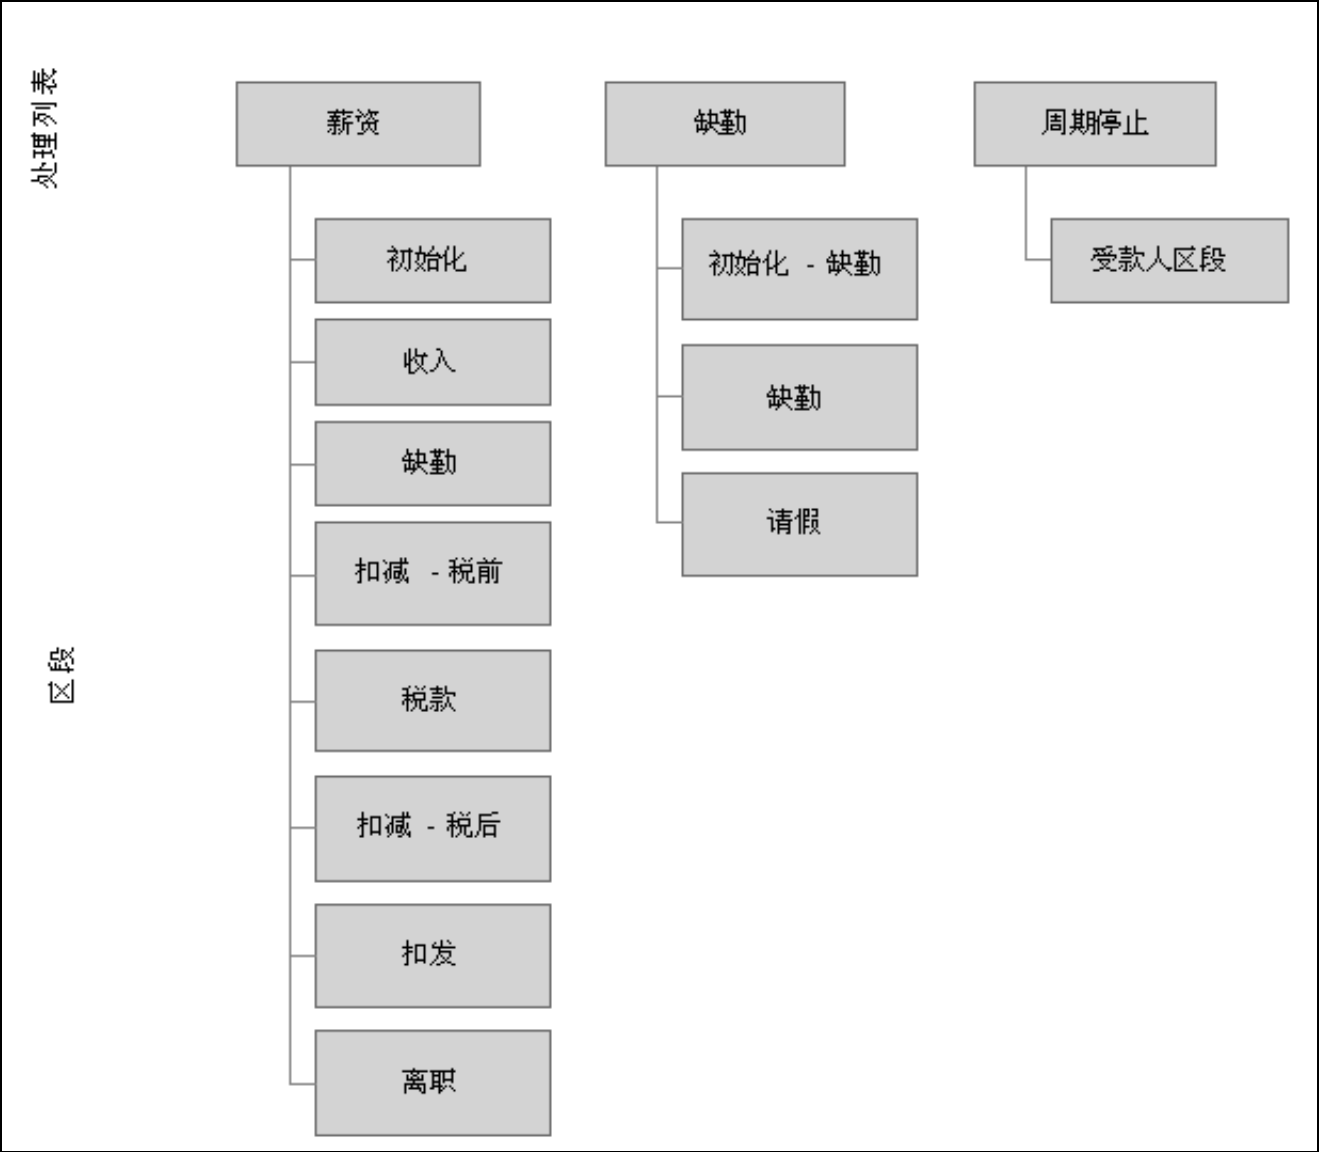 处理列表
薪资
缺勤
周期停止
区段
初始化
收入
缺勤
扣减 - 税前
税款
扣减 - 税后
扣发
离职
初始化 - 缺勤
缺勤
请假
受款人区段